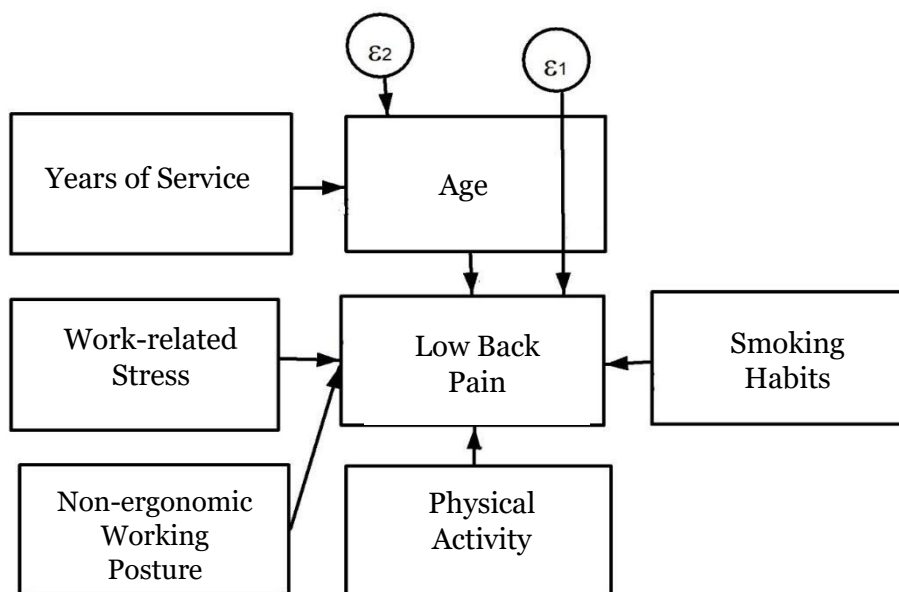 ε2
ε1
Years of Service
Age
Work-related
Stress
Low Back
Pain
Smoking
Habits
Non-ergonomic
Working
Posture
Physical
Activity